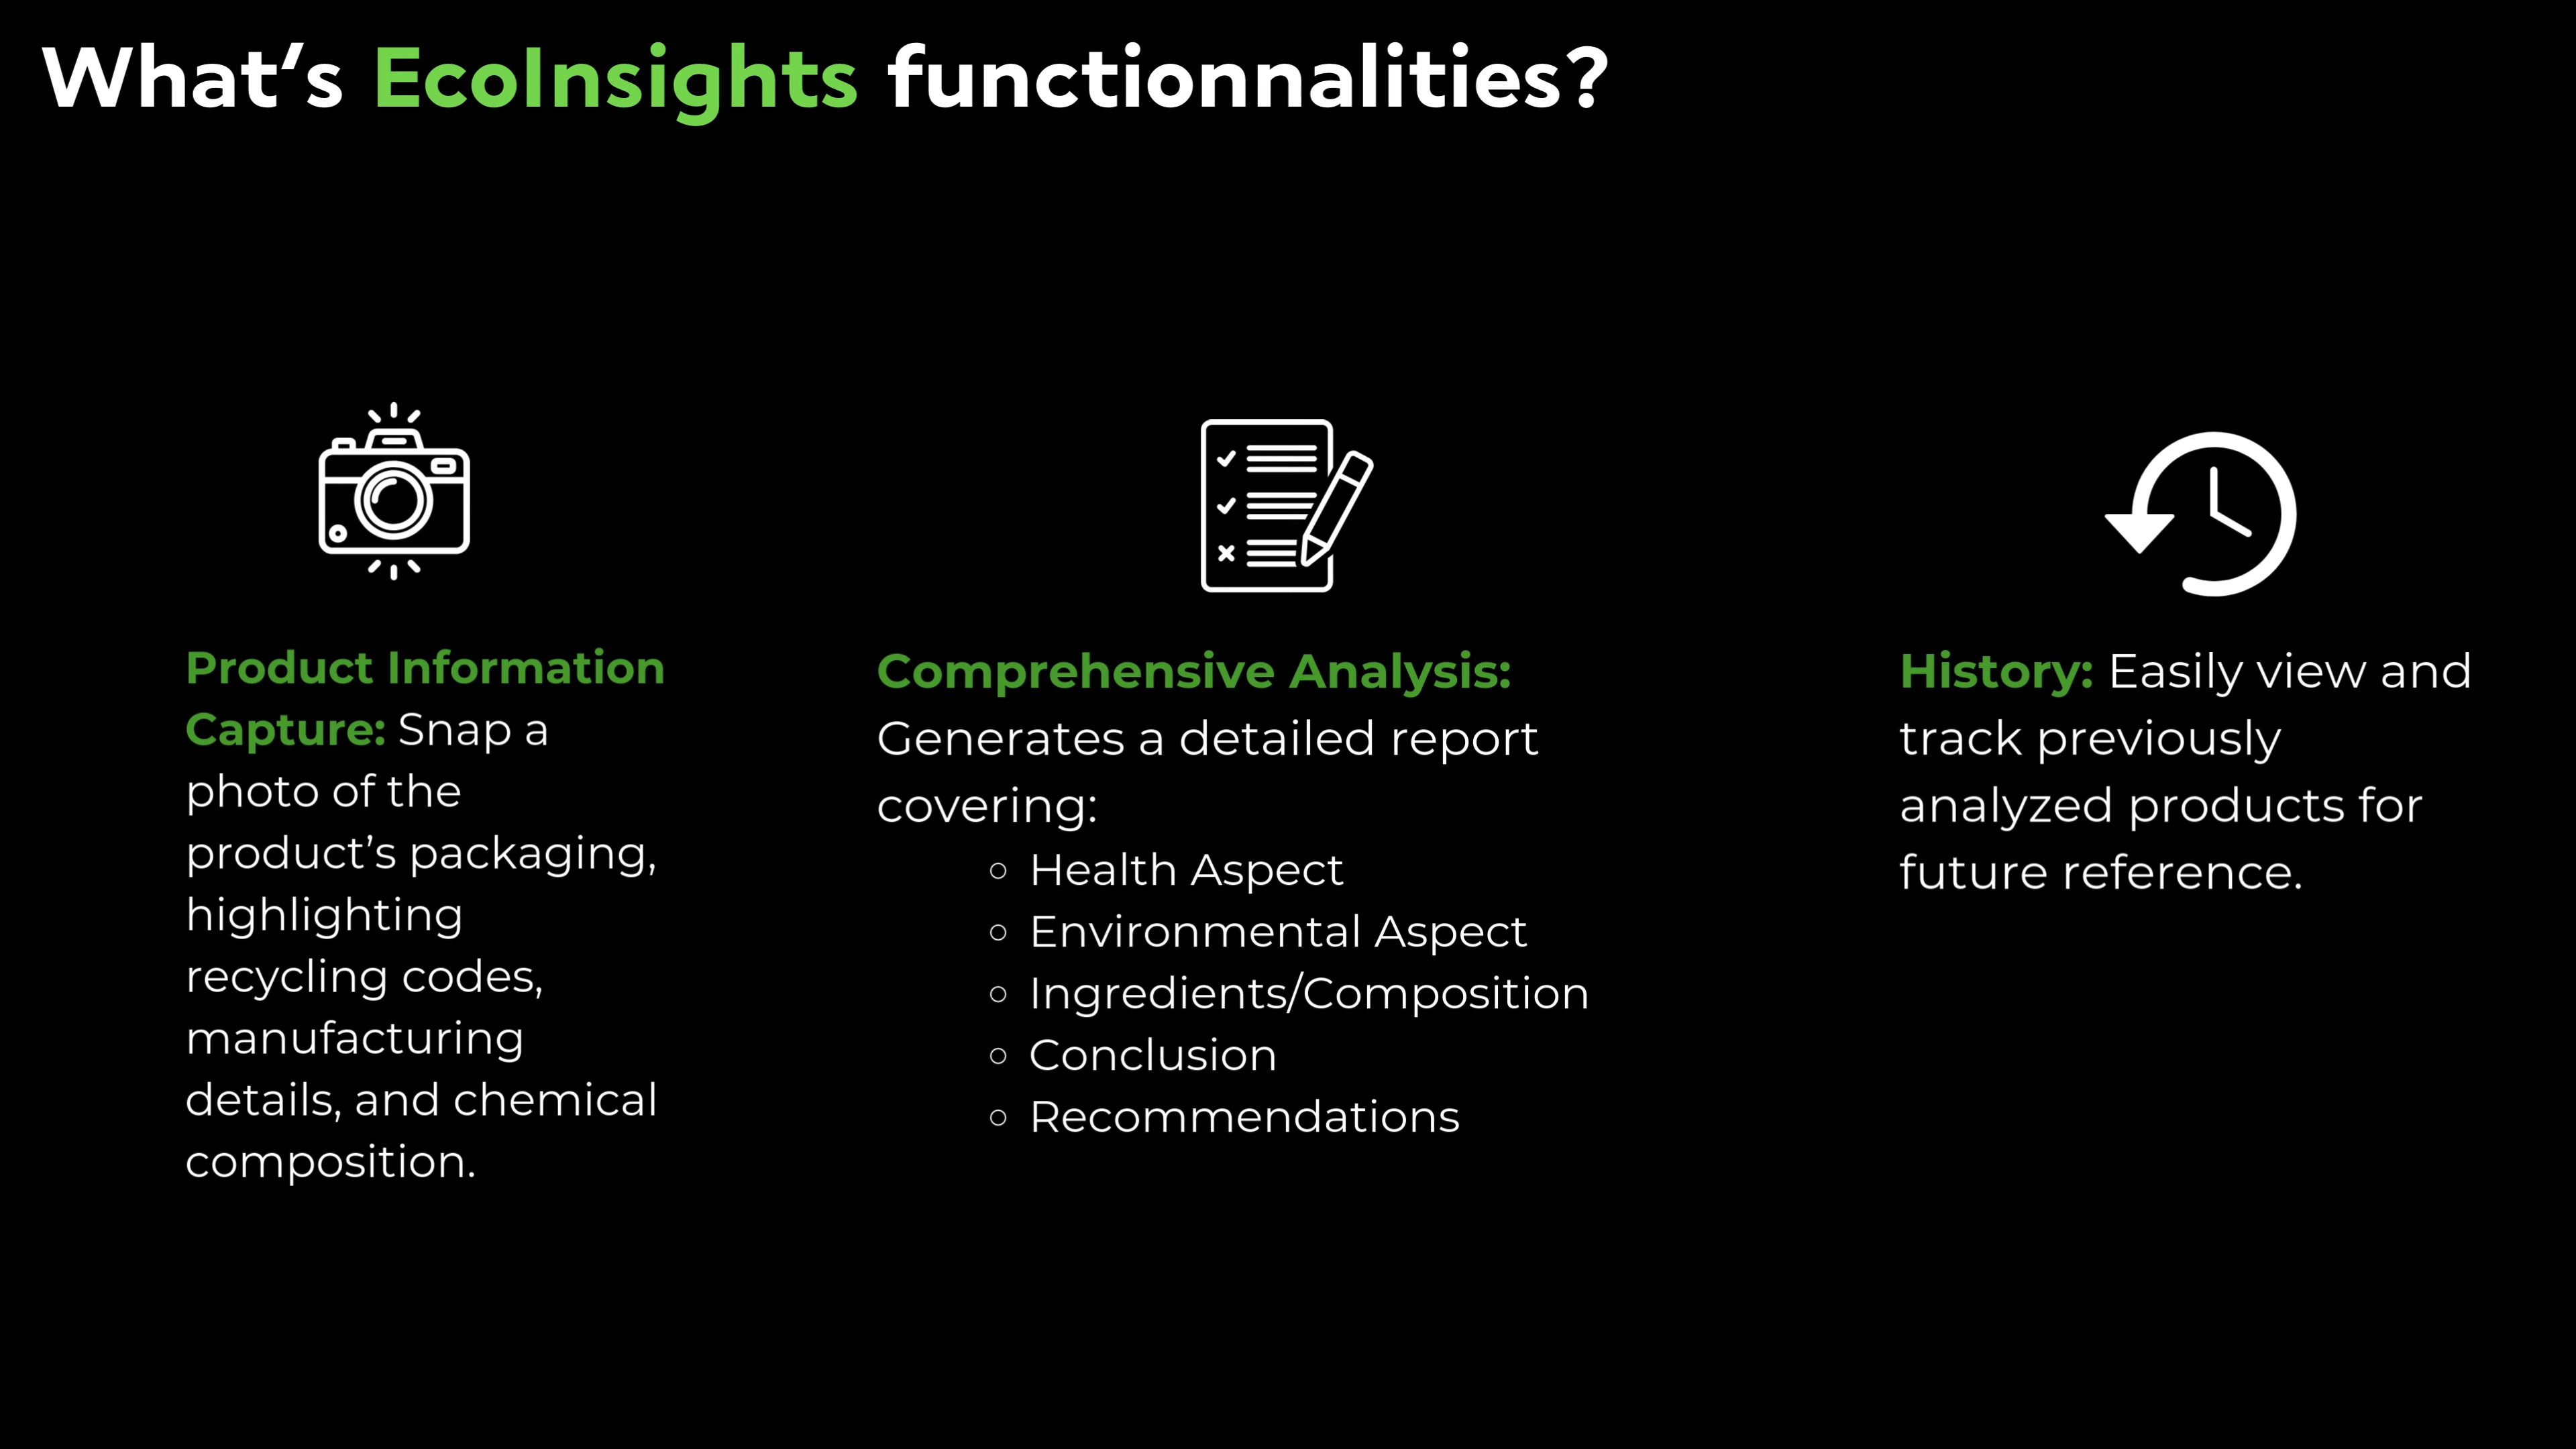 What's EcoInsights functionnalities?
Product Information
Capture: Snap a
photo of the
product's packaging,
highlighting
recycling codes,
manufacturing
details, and chemical
composition.
Comprehensive Analysis:
Generates a detailed report
covering:
Health Aspect
Environmental Aspect
Ingredients/Composition
Conclusion
Recommendations
History: Easily view and
track previously
analyzed products for
future reference.